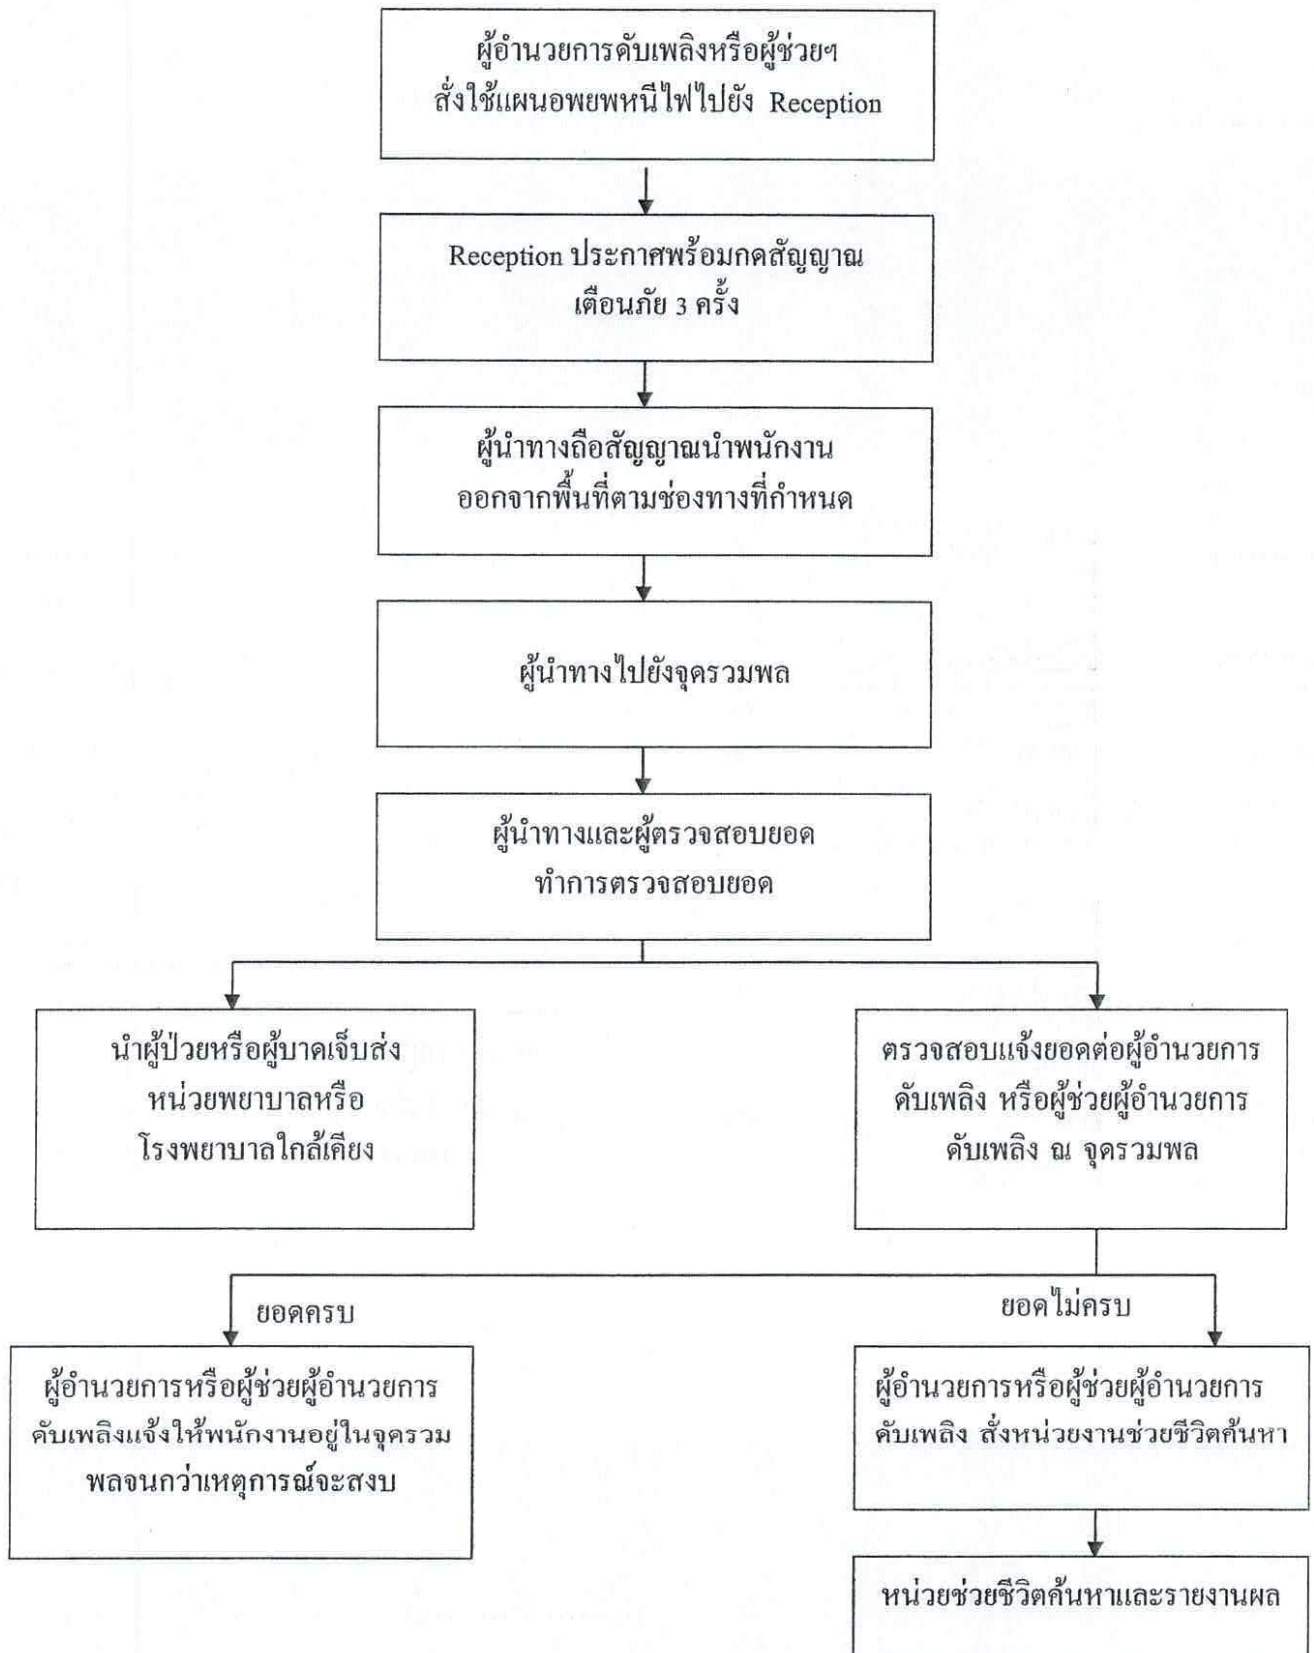 ผู้อำนวยการดับเพลิงหรือผู้ช่วยฯ
สั่งใช้แผนอพยพหนีไฟไปยัง Reception
Reception ประกาศพร้อมกดสัญญาณ
เตือนภัย 3 ครั้ง
ผู้นำทางถือสัญญาณนำพนักงาน
ออกจากพื้นที่ตามช่องทางที่กำหนด
ผู้นำทางไปยังจุดรวมพล
ผู้นำทางและผู้ตรวจสอบยอด
ทำการตรวจสอบยอด
นำผู้ป่วยหรือผู้บาดเจ็บส่ง
หน่วยพยาบาลหรือ
โรงพยาบาลใกล้เคียง
ตรวจสอบแจ้งยอดต่อผู้อำนวยการ
ดับเพลิง หรือผู้ช่วยผู้อำนวยการ
ดับเพลิง ณ จุดรวมพล
ยอดครบ
ยอดไม่ครบ
ผู้อำนวยการหรือผู้ช่วยผู้อำนวยการ
ดับเพลิงแจ้งให้พนักงานอยู่ในจุดรวม
พลจนกว่าเหตุการณ์จะสงบ
ผู้อำนวยการหรือผู้ช่วยผู้อำนวยการ
ดับเพลิง สั่งหน่วยงานช่วยชีวิตค้นหา
หน่วยช่วยชีวิตค้นหาและรายงานผล